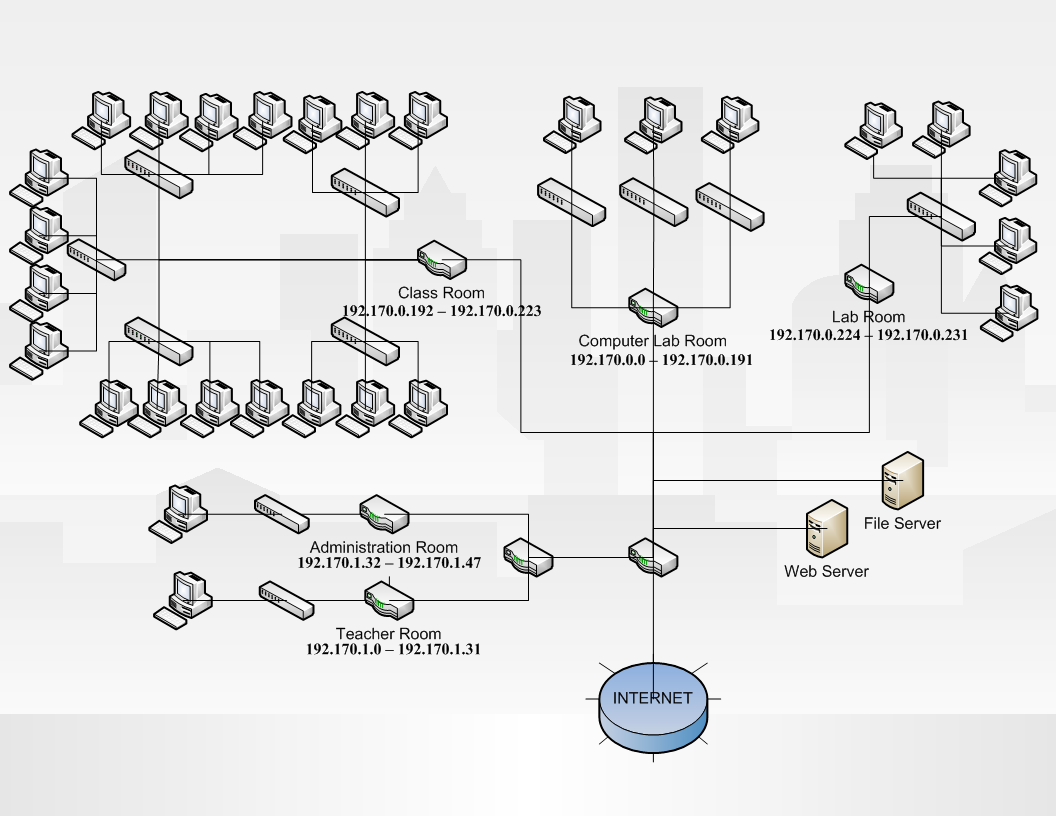 Class Room
192.170.0.192 – 192.170.0.223
Computer Lab Room
192.170.0.0 – 192.170.0.191
Lab Room
192.170.0.224 – 192.170.0.231
File Server
Web Server
Administration Room
192.170.1.32 – 192.170.1.47
Teacher Room
192.170.1.0 – 192.170.1.31
INTERNET